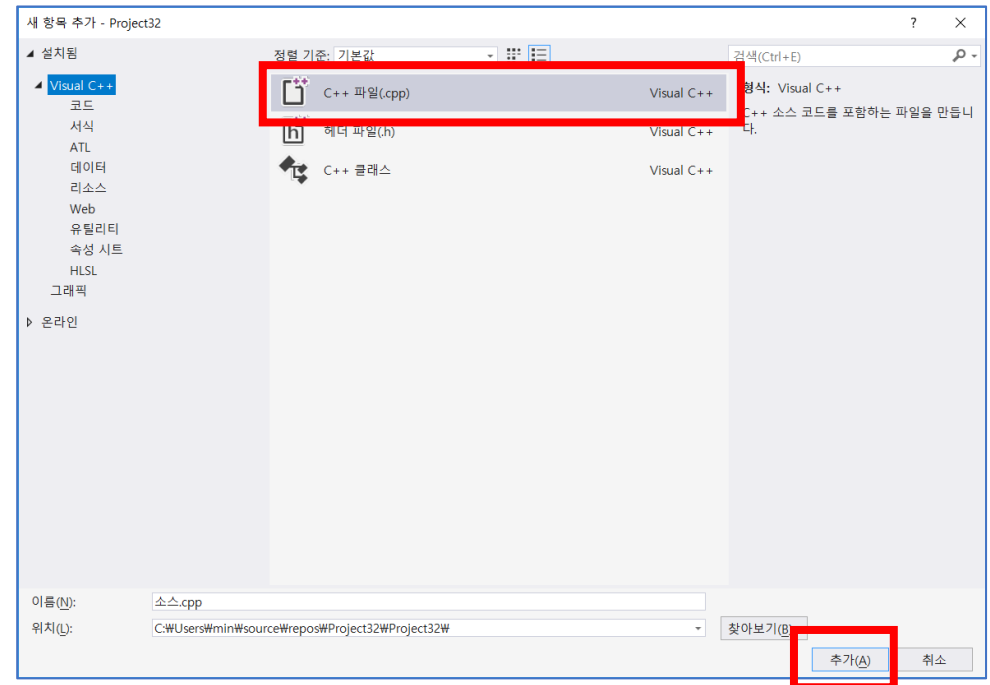 새 항목 추가 - Project32
? ×
설치됨
정렬 기준: 기본값
검색(Ctrl+E)
Visual C++
코드
서식
ATL
데이터
리소스
Web
유틸리티
속성 시트
HLSL
그래픽
온라인
C++ 파일(.cpp) Visual C++
헤더 파일(.h) Visual C++
C++ 클래스 Visual C++
형식: Visual C++
C++ 소스 코드를 포함하는 파일을 만듭니
다.
이름(N): 소스.cpp
위치(L): C:₩Users₩min₩source₩repos₩Project32₩Project32₩
찾아보기(B)
추가(A) 취소